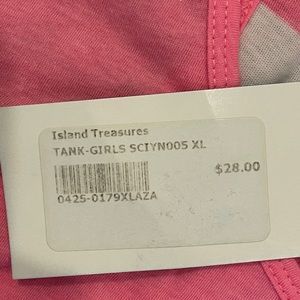 Island Treasures
TANK-GIRLS SCIYN005 XL
$28.00
0425-0179XLAZA